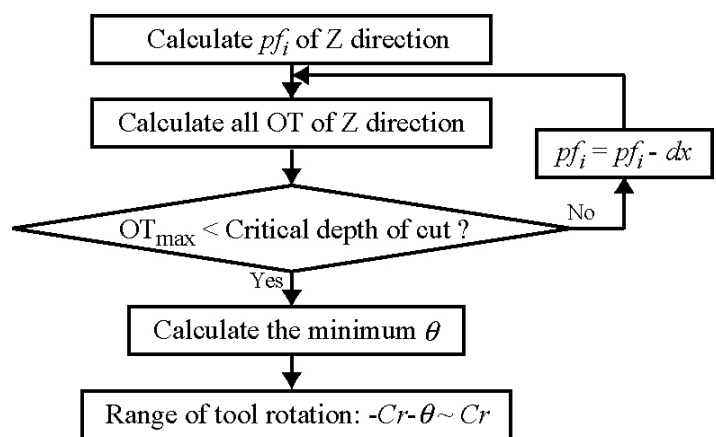 Calculate pfᵢ of Z direction
Calculate all OT of Z direction
pfᵢ = pfᵢ - dx
OTmax < Critical depth of cut ?
No
Yes
Calculate the minimum θ
Range of tool rotation: -Cr-θ ~ Cr